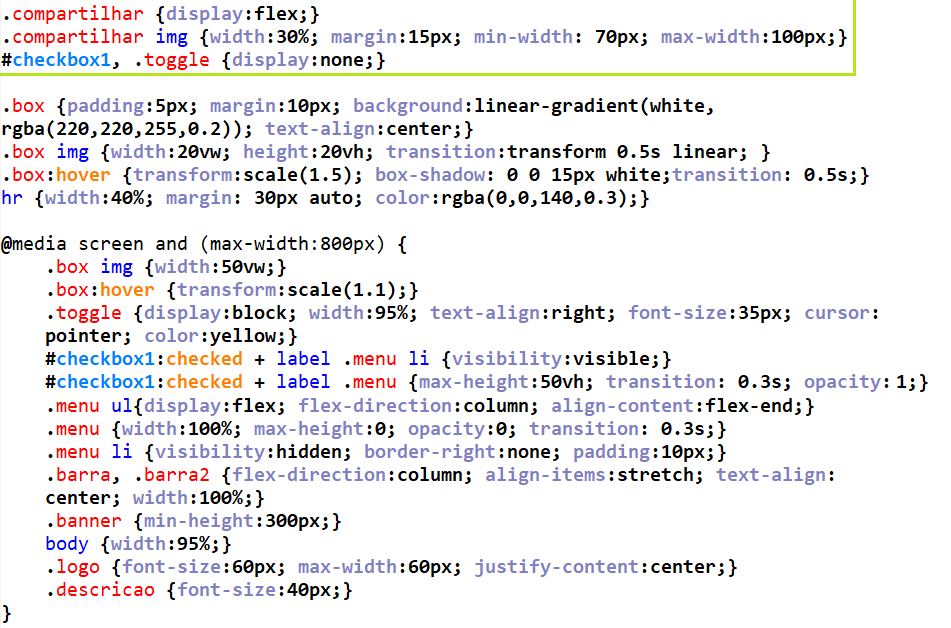 .compartilhar {display:flex;}
.compartilhar img {width:30%; margin:15px; min-width: 70px; max-width:100px;}
#checkbox1, .toggle {display:none;}
.box {padding:5px; margin:10px; background:linear-gradient(white,
rgba(220,220,255,0.2)); text-align:center;}
.box img {width:20vw; height:20vh; transition:transform 0.5s linear; }
.box:hover {transform:scale(1.5); box-shadow: 0 0 15px white;transition: 0.5s;}
hr {width:40%; margin: 30px auto; color:rgba(0,0,140,0.3);}
@media screen and (max-width:800px) {
.box img {width:50vw;}
.box:hover {transform:scale(1.1);}
.toggle {display:block; width:95%; text-align:right; font-size:35px; cursor:
pointer; color:yellow;}
#checkbox1:checked + label .menu li {visibility:visible;}
#checkbox1:checked + label .menu {max-height:50vh; transition: 0.3s; opacity:1;}
.menu ul{display:flex; flex-direction:column; align-content:flex-end;}
.menu {width:100%; max-height:0; opacity:0; transition: 0.3s;}
.menu li {visibility:hidden; border-right:none; padding:10px;}
.barra, .barra2 {flex-direction:column; align-items:stretch; text-align:
center; width:100%;}
.banner {min-height:300px;}
body {width:95%;}
.logo {font-size:60px; max-width:60px; justify-content:center;}
.descricao {font-size:40px;}
}